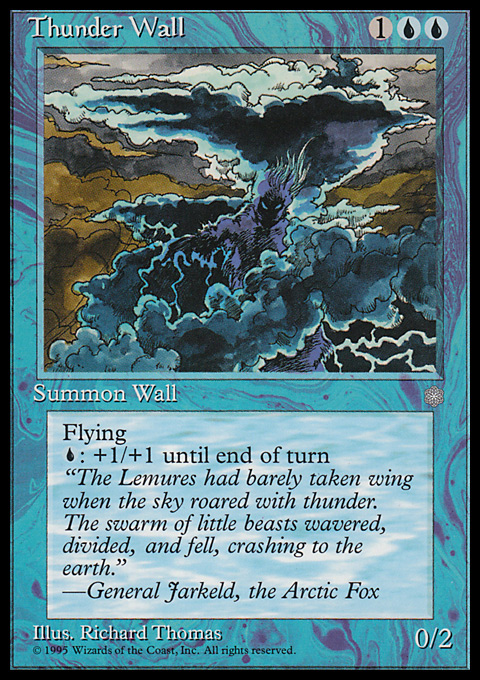 Thunder Wall 1
Summon Wall
Flying
: +1/+1 until end of turn
“The Lemures had barely taken wing
when the sky roared with thunder.
The swarm of little beasts wavered,
divided, and fell, crashing to the
earth.”
—General Jarkeld, the Arctic Fox
Illus. Richard Thomas
0/2
© 1995 Wizards of the Coast, Inc. All rights reserved.